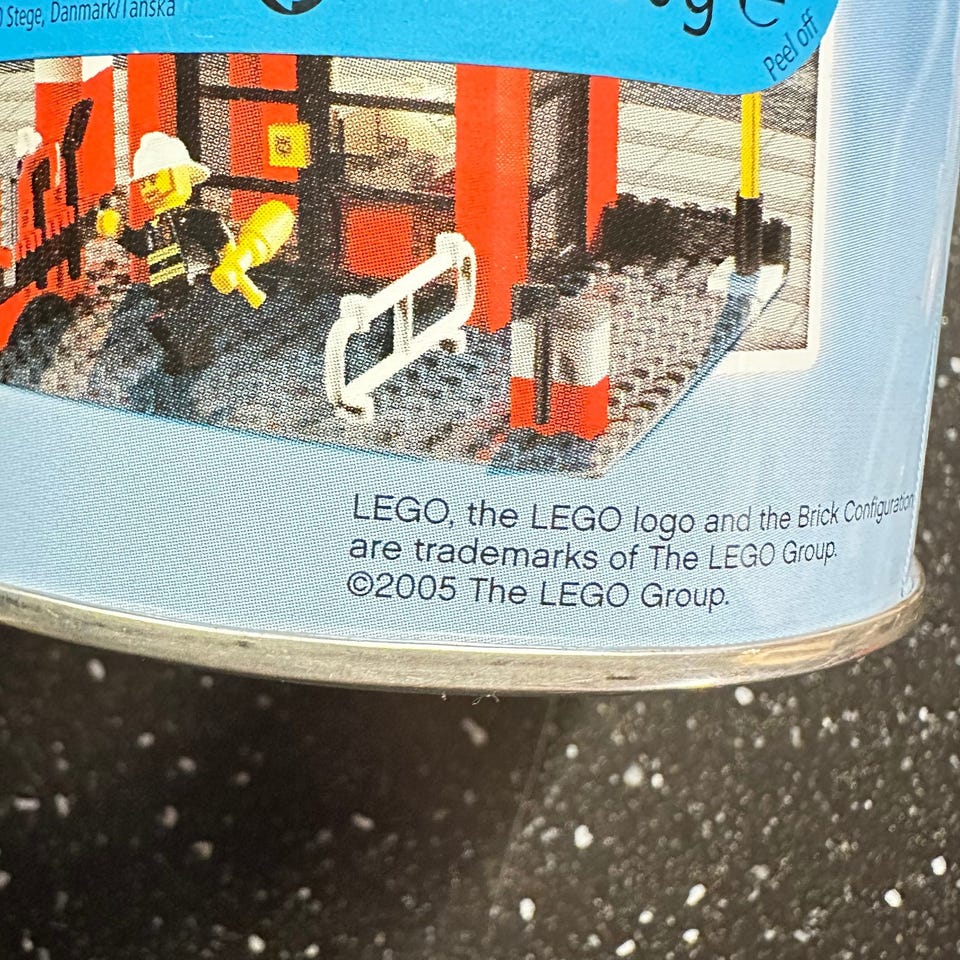 Stege, Danmark/Tanska
Peel off
LEGO, the LEGO logo and the Brick Configuration
are trademarks of The LEGO Group.
©2005 The LEGO Group.